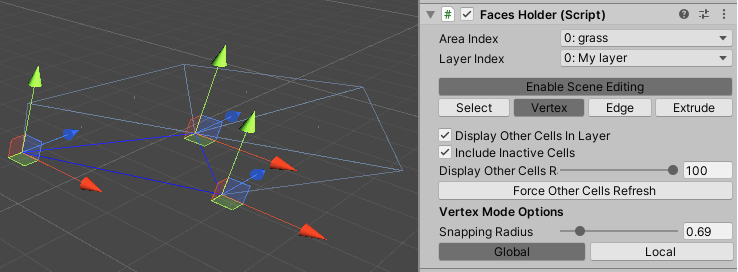 Faces Holder (Script)
Area Index 0: grass
Layer Index 0: My layer
Enable Scene Editing
Select Vertex Edge Extrude
Display Other Cells In Layer
Include Inactive Cells
Display Other Cells R 100
Force Other Cells Refresh
Vertex Mode Options
Snapping Radius 0.69
Global Local